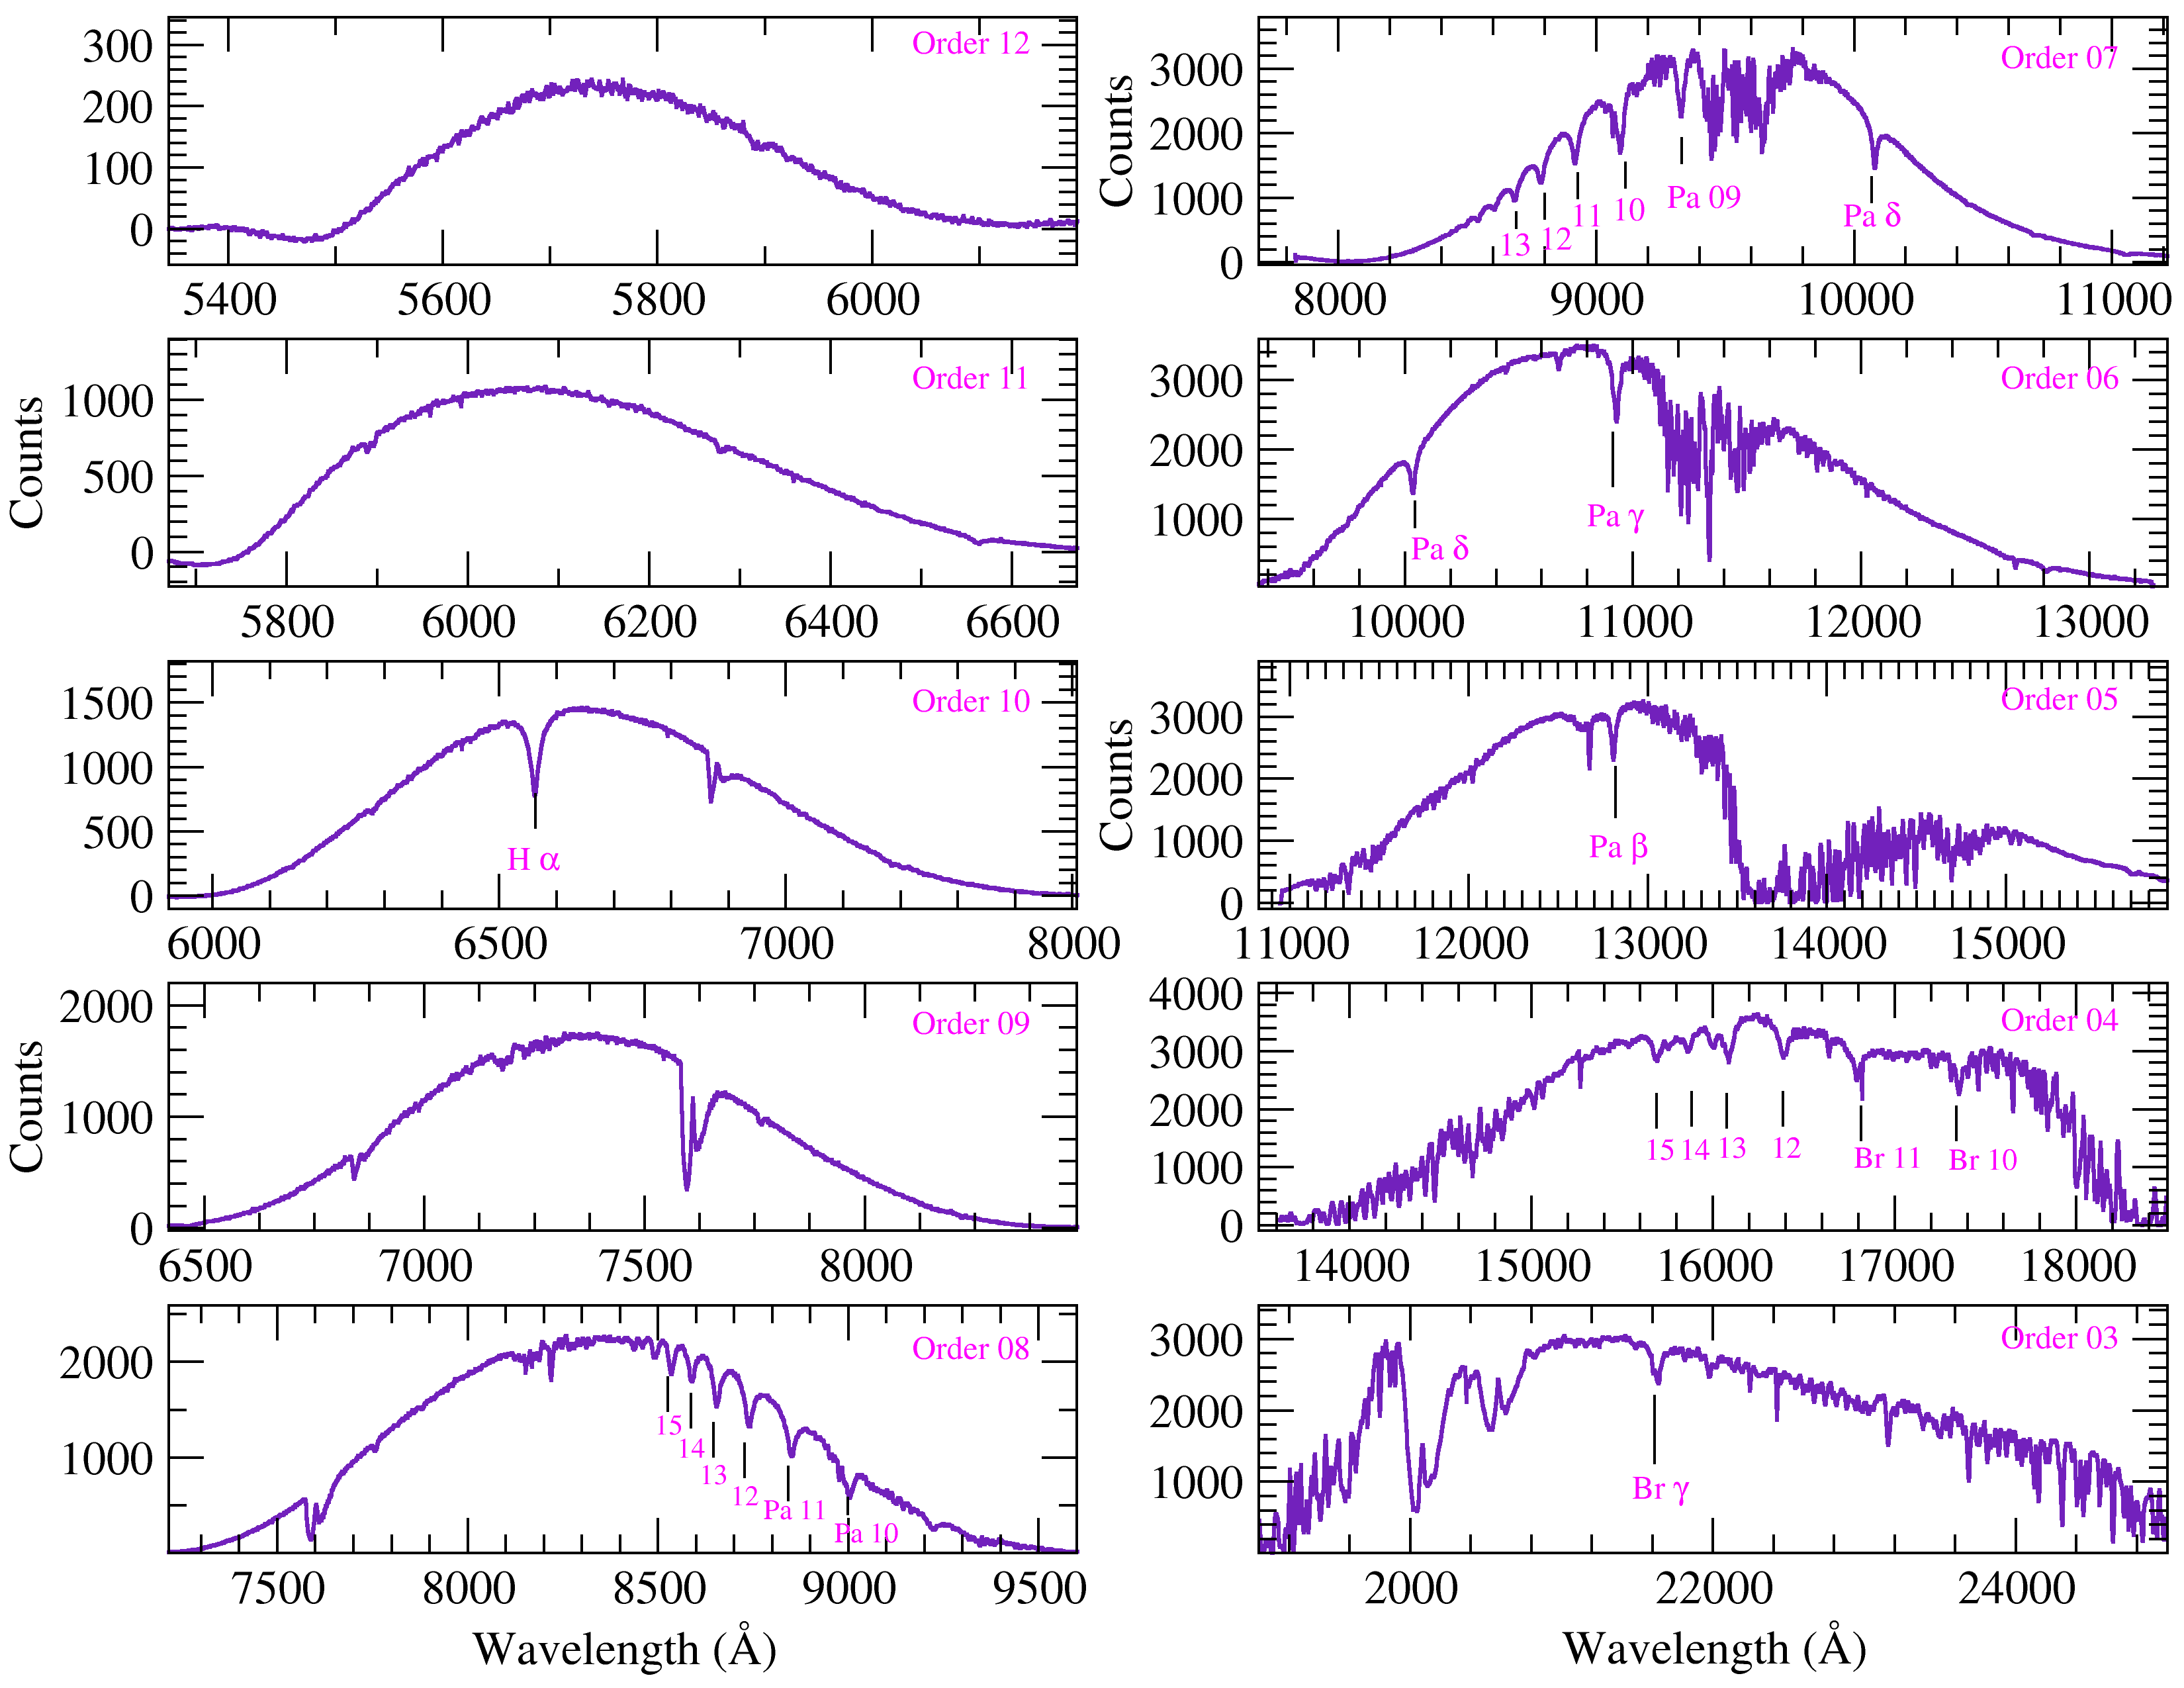 Order 12
300
200
100
0
5400 5600 5800 6000
Order 11
Counts
1000
500
0
5800 6000 6200 6400 6600
Order 10
1500
1000
500
0
H α
6000 6500 7000 8000
Order 09
Counts
2000
1000
0
6500 7000 7500 8000
Order 08
2000
1000
15
14
13
12
Pa 11
Pa 10
7500 8000 8500 9000 9500
Wavelength (Å)
Order 07
Counts
3000
2000
1000
0
13
12
11
10
Pa 09
Pa δ
8000 9000 10000 11000
Order 06
3000
2000
1000
Pa δ
Pa γ
10000 11000 12000 13000
Order 05
Counts
3000
2000
1000
0
Pa β
11000 12000 13000 14000 15000
Order 04
4000
3000
2000
1000
0
15 14 13 12 Br 11 Br 10
14000 15000 16000 17000 18000
Order 03
3000
2000
1000
Br γ
20000 22000 24000
Wavelength (Å)